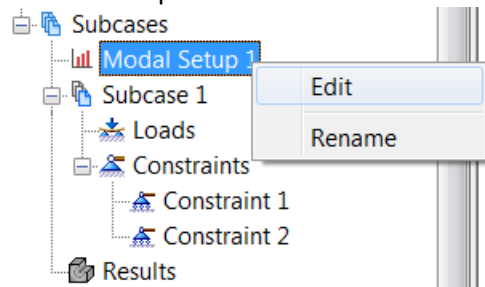 Subcases
Modal Setup 1
Edit
Subcase 1
Rename
Loads
Constraints
Constraint 1
Constraint 2
Results